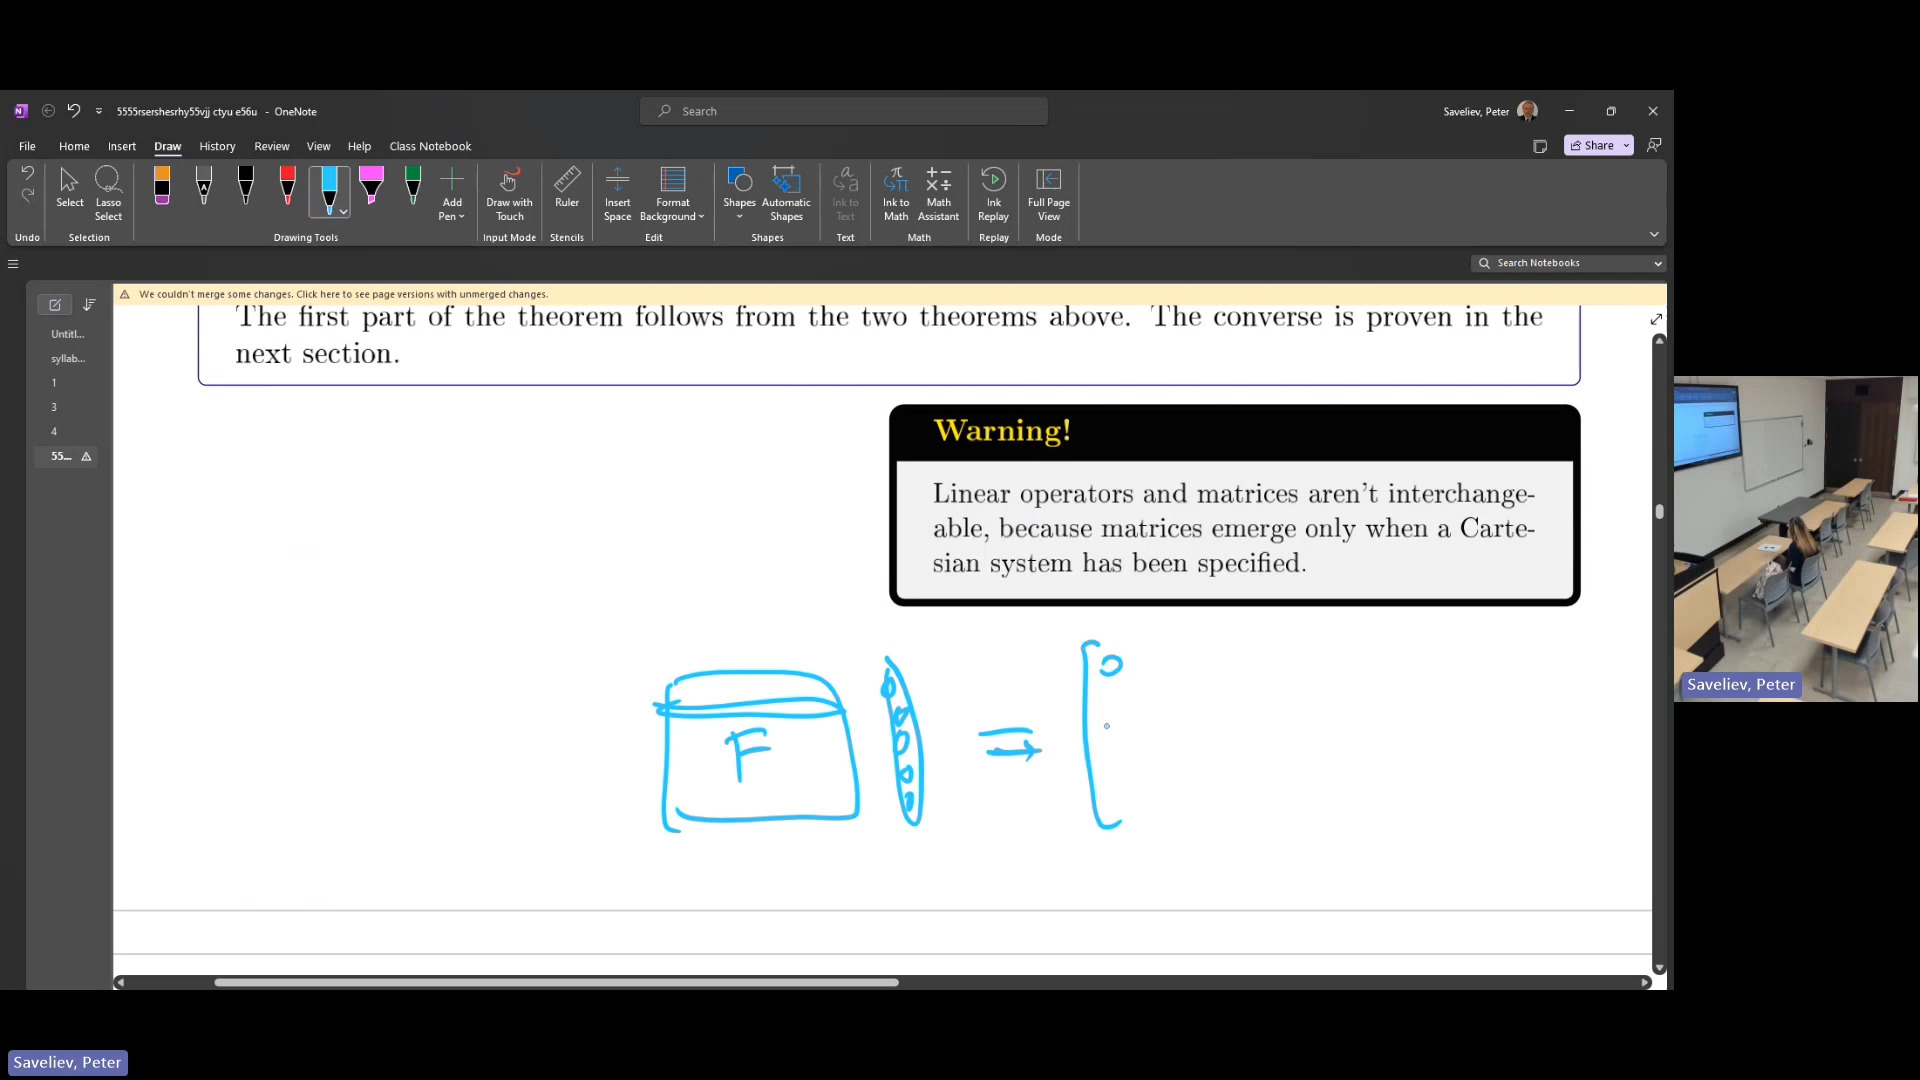 5555rsershesrhy55vjj ctyu e56u - OneNote
Search
Saveliev, Peter
File Home Insert Draw History Review View Help Class Notebook
Share
Undo
Select
Lasso Select
Selection
A
Add Pen
Drawing Tools
Draw with Touch
Input Mode
Ruler
Stencils
Insert Space
Format Background
Edit
Shapes
Automatic Shapes
Shapes
Ink to Text
Text
Ink to Math
Math Assistant
Math
Ink Replay
Replay
Full Page View
Mode
Search Notebooks
We couldn't merge some changes. Click here to see page versions with unmerged changes.
Untitl...
syllab...
1
3
4
55...
The first part of the theorem follows from the two theorems above. The converse is proven in the
next section.
Warning!
Linear operators and matrices aren't interchange-
able, because matrices emerge only when a Carte-
sian system has been specified.
F 0 0 0 0 0 ⇒ [ 0
Saveliev, Peter
Saveliev, Peter